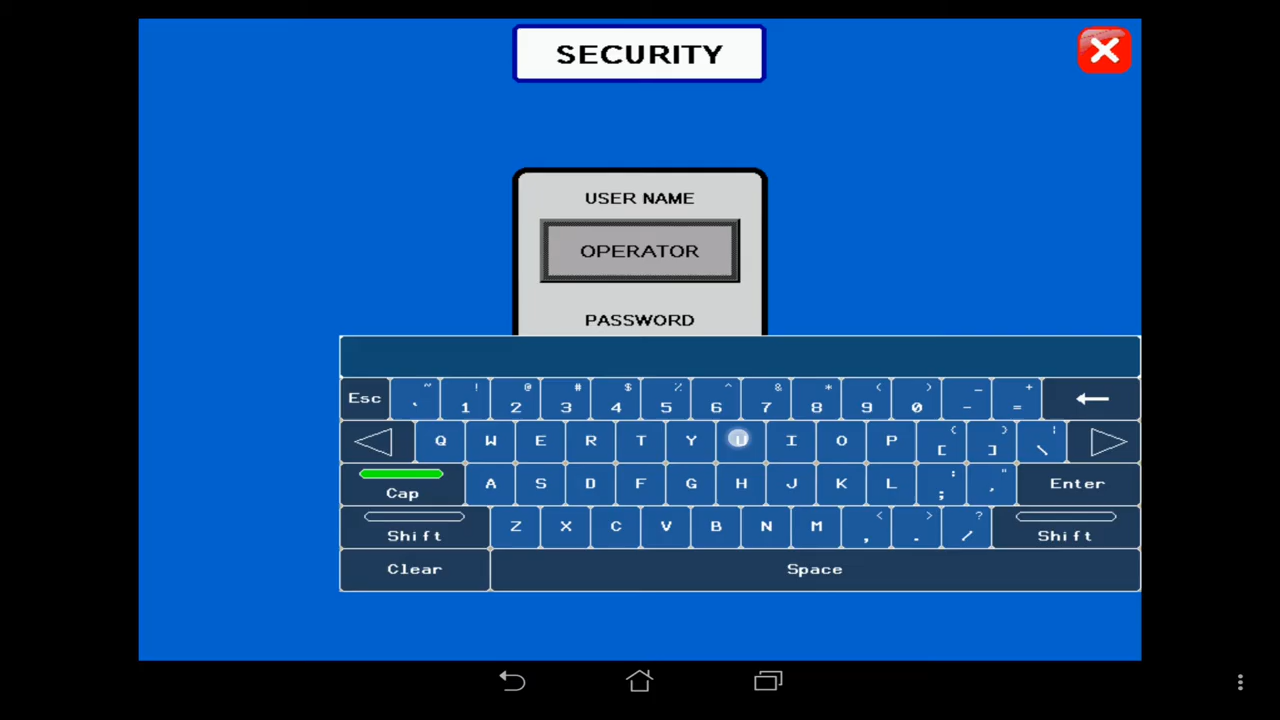 SECURITY
USER NAME
OPERATOR
PASSWORD
Esc ~ ` ! 1 @ 2 # 3 $ 4 % 5 ^ 6 & 7 * 8 ( 9 ) 0 _ - + =
Q W E R T Y U I O P { [ } ] | \
Cap A S D F G H J K L : ; " ' Enter
Shift Z X C V B N M < , > . ? / Shift
Clear Space